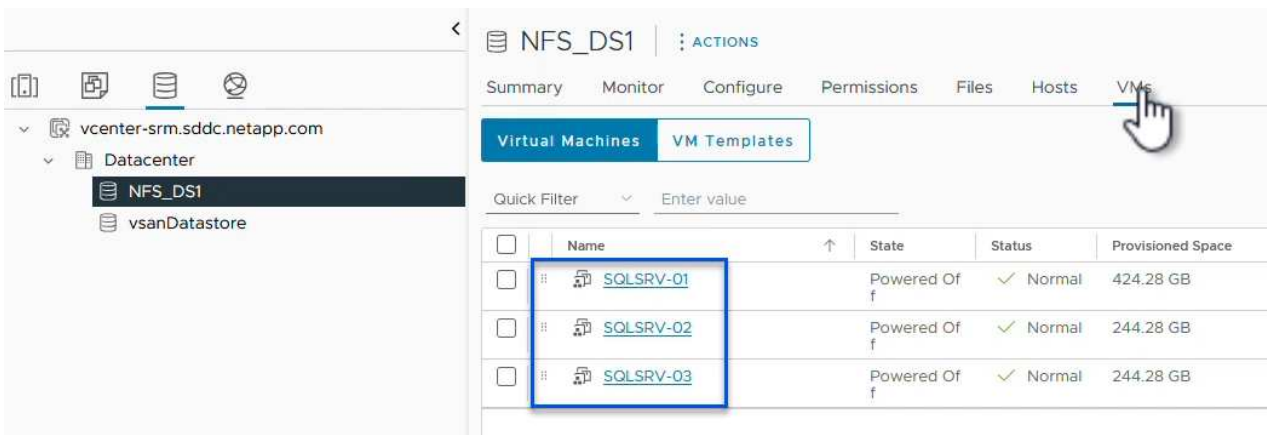 NFS_DS1
ACTIONS
Summary Monitor Configure Permissions Files Hosts VMs
vcenter-srm.sddc.netapp.com
Datacenter
NFS_DS1
vsanDatastore
Virtual Machines VM Templates
Quick Filter Enter value
Name State Status Provisioned Space
SQLSRV-01 Powered Of Normal 424.28 GB
f
SQLSRV-02 Powered Of Normal 244.28 GB
f
SQLSRV-03 Powered Of Normal 244.28 GB
f